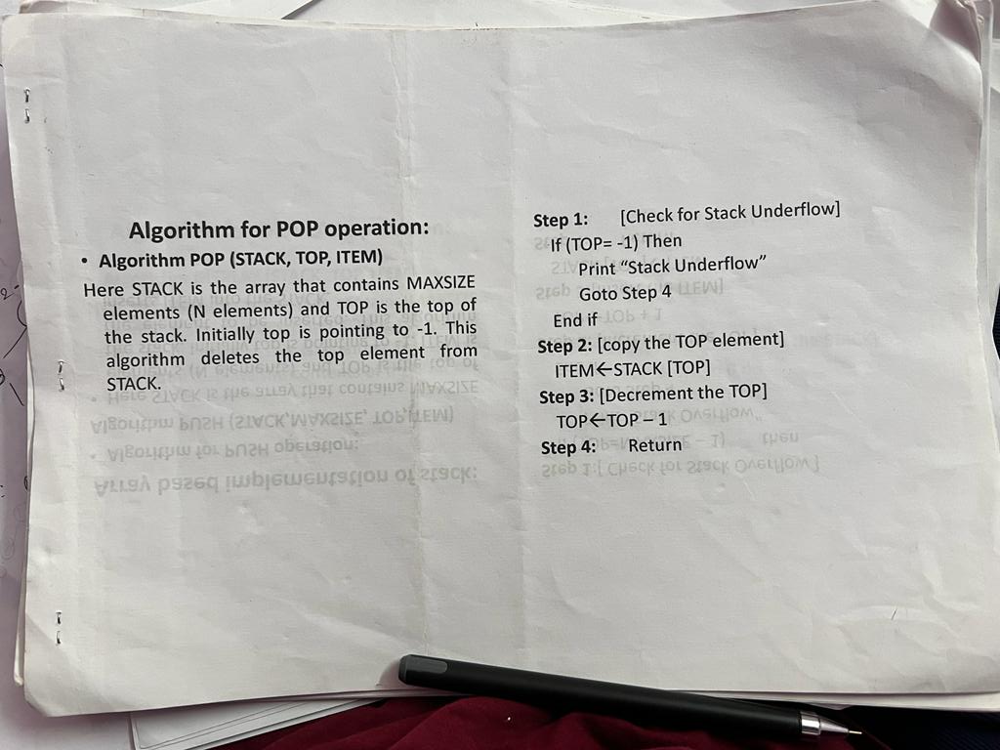 Algorithm for POP operation:
• Algorithm POP (STACK, TOP, ITEM)
Here STACK is the array that contains MAXSIZE
elements (N elements) and TOP is the top of
the stack. Initially top is pointing to -1. This
algorithm deletes the top element from
STACK.
Step 1: [Check for Stack Underflow]
If (TOP= -1) Then
Print “Stack Underflow”
Goto Step 4
End if
Step 2: [copy the TOP element]
ITEM←STACK [TOP]
Step 3: [Decrement the TOP]
TOP←TOP – 1
Step 4: Return